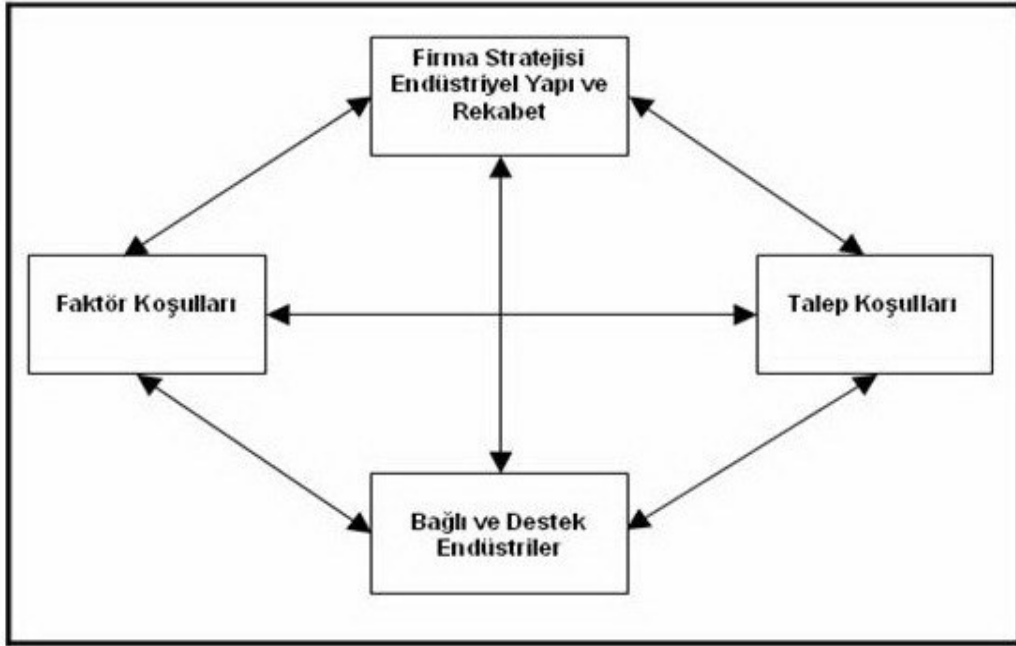 Firma Stratejisi
Endüstriyel Yapı ve
Rekabet
Faktör Koşulları
Talep Koşulları
Bağlı ve Destek
Endüstriler